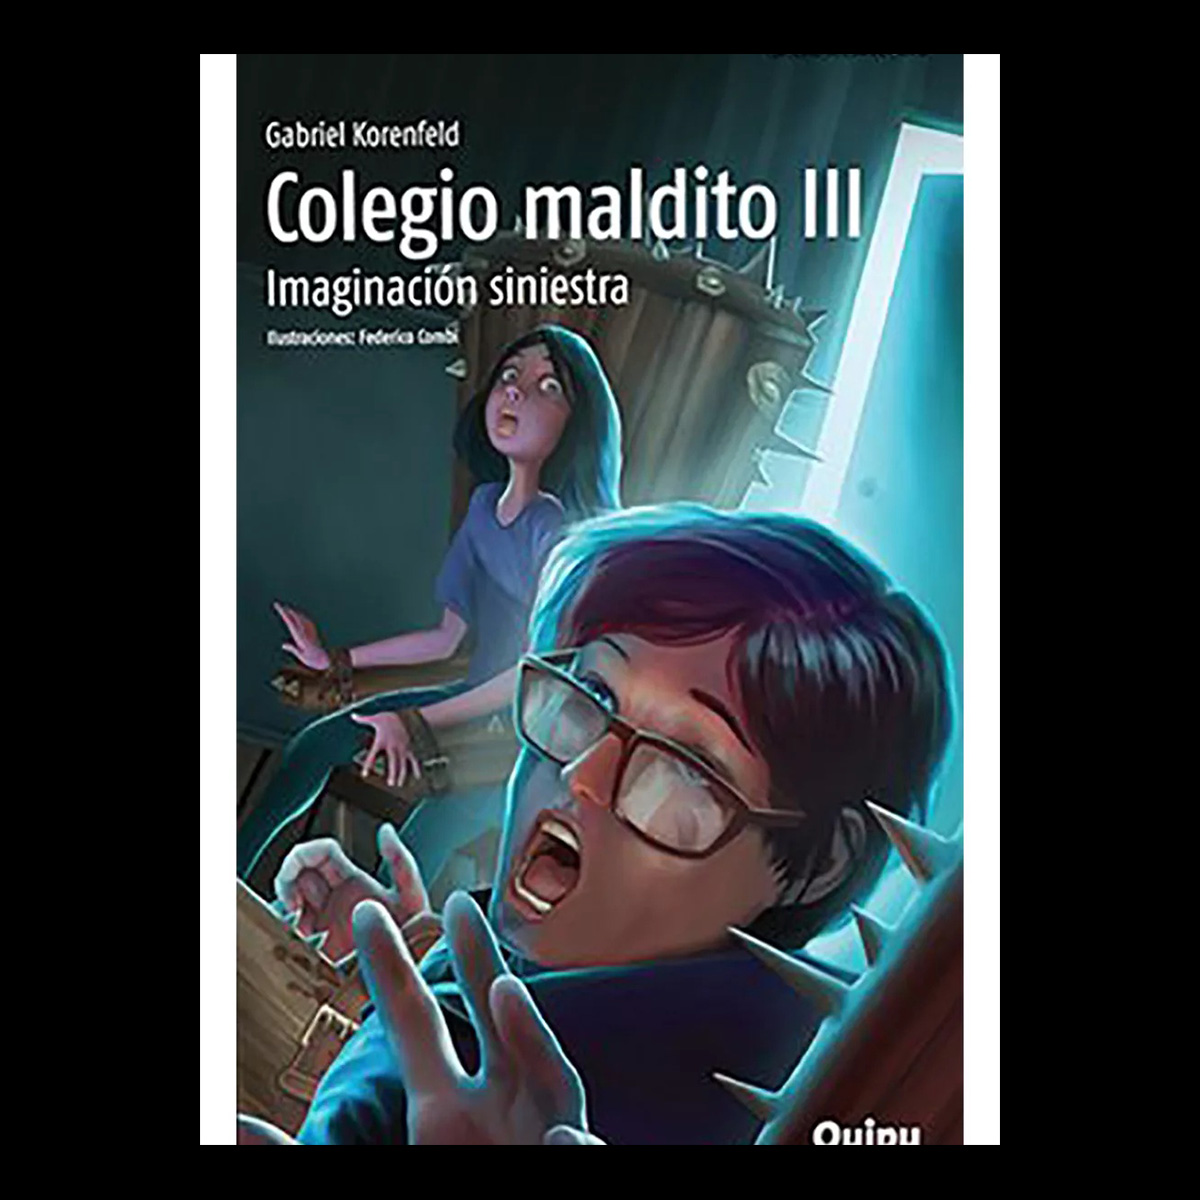 Gabriel Korenfeld
Colegio maldito III
Imaginación siniestra
Ilustraciones: Federico Combi
Quipu